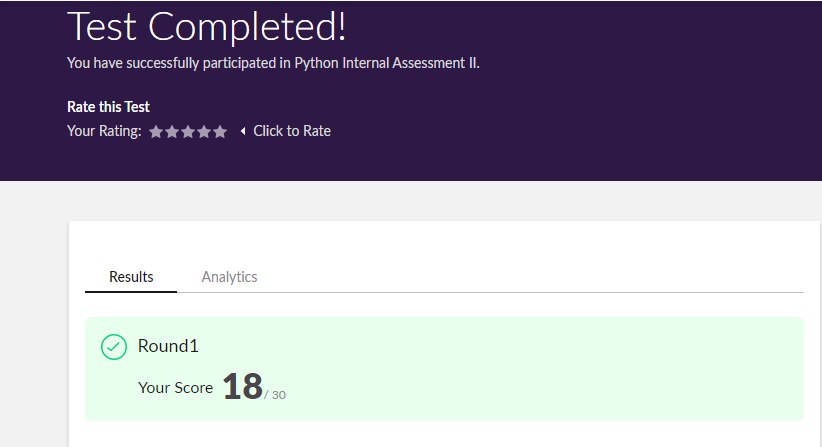 Test Completed!
You have successfully participated in Python Internal Assessment II.
Rate this Test
Your Rating: Click to Rate
Results Analytics
Round1
Your Score 18/ 30